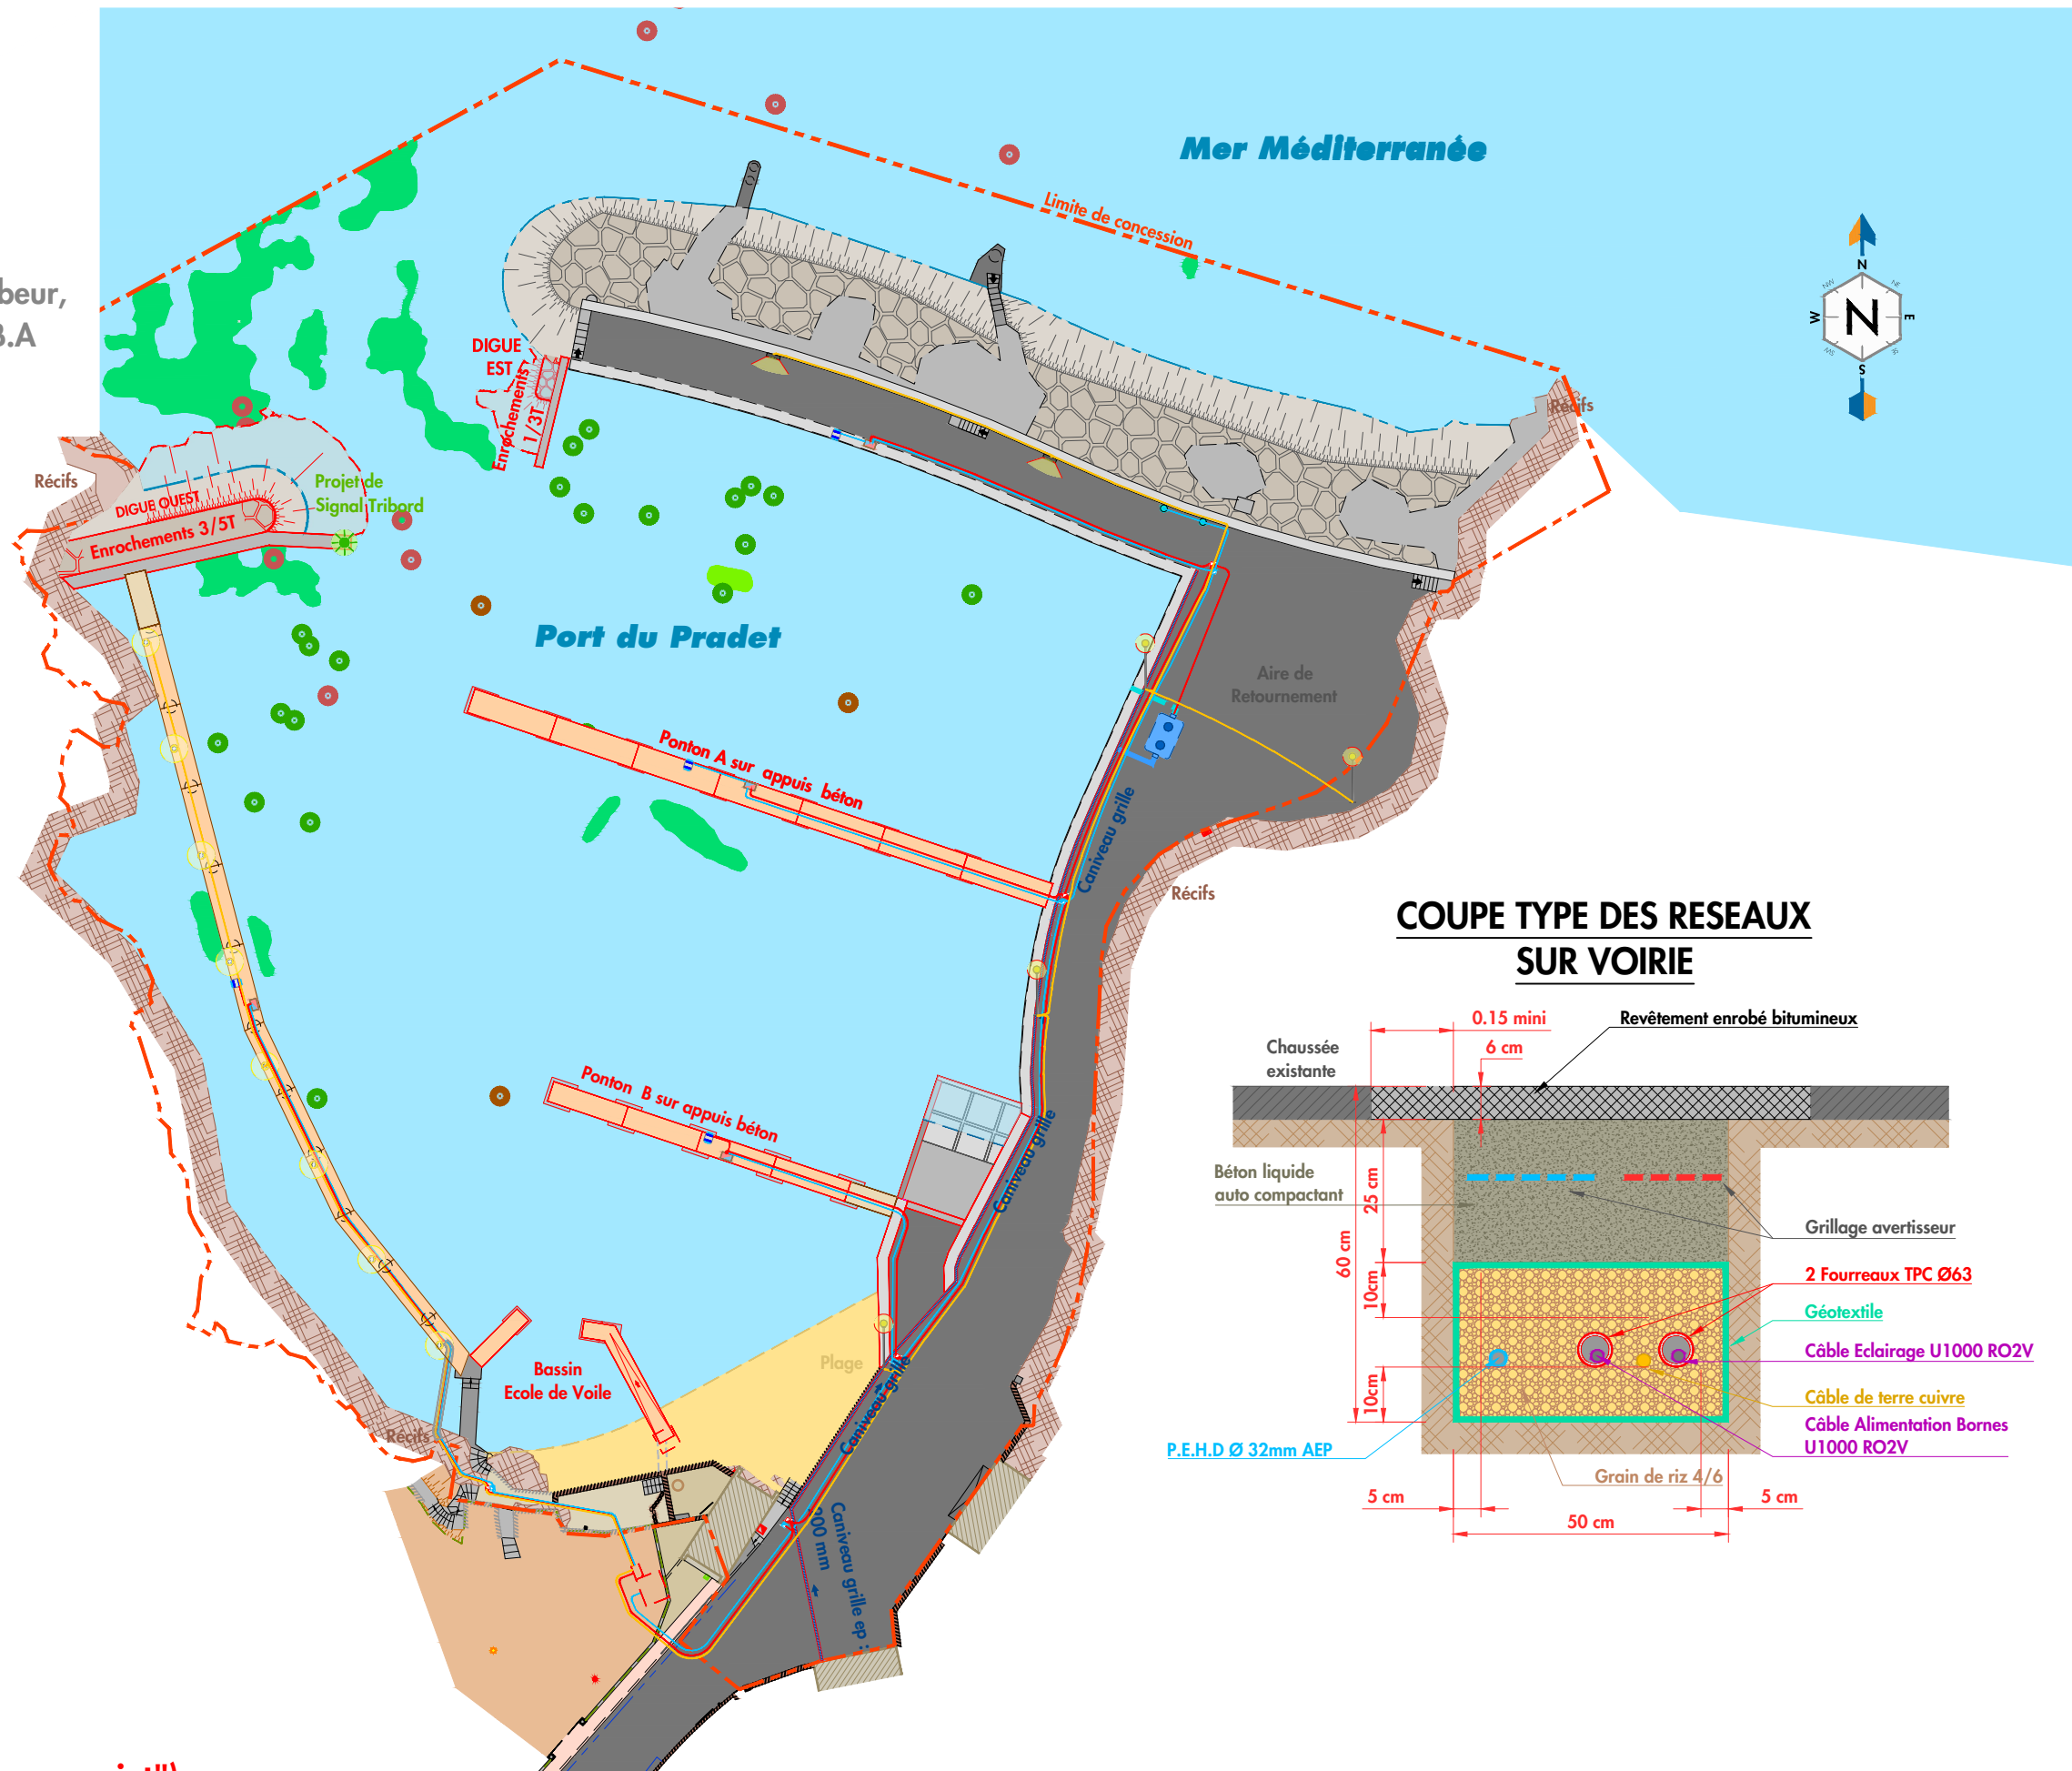 beur,
B.A
Mer Méditerranée
Limite de concession
N
N
S
W
E
NW
NE
SW
DIGUE
EST
Enrochements
1/3T
Récifs
Récifs
Projet de
Signal Tribord
DIGUE OUEST
Enrochements 3/5T
Port du Pradet
Aire de
Retournement
Ponton A sur appuis béton
Caniveau grille
Récifs
Ponton B sur appuis béton
Caniveau grille
Plage
Bassin
Ecole de Voile
Caniveau grille
Récifs
Caniveau grille ep :
200 mm
COUPE TYPE DES RESEAUX
SUR VOIRIE
0.15 mini
Revêtement enrobé bitumineux
6 cm
Chaussée
existante
Béton liquide
auto compactant
25 cm
60 cm
10cm
10cm
Grillage avertisseur
2 Fourreaux TPC Ø63
Géotextile
Câble Eclairage U1000 RO2V
Câble de terre cuivre
Câble Alimentation Bornes
U1000 RO2V
P.E.H.D Ø 32mm AEP
Grain de riz 4/6
5 cm
5 cm
50 cm